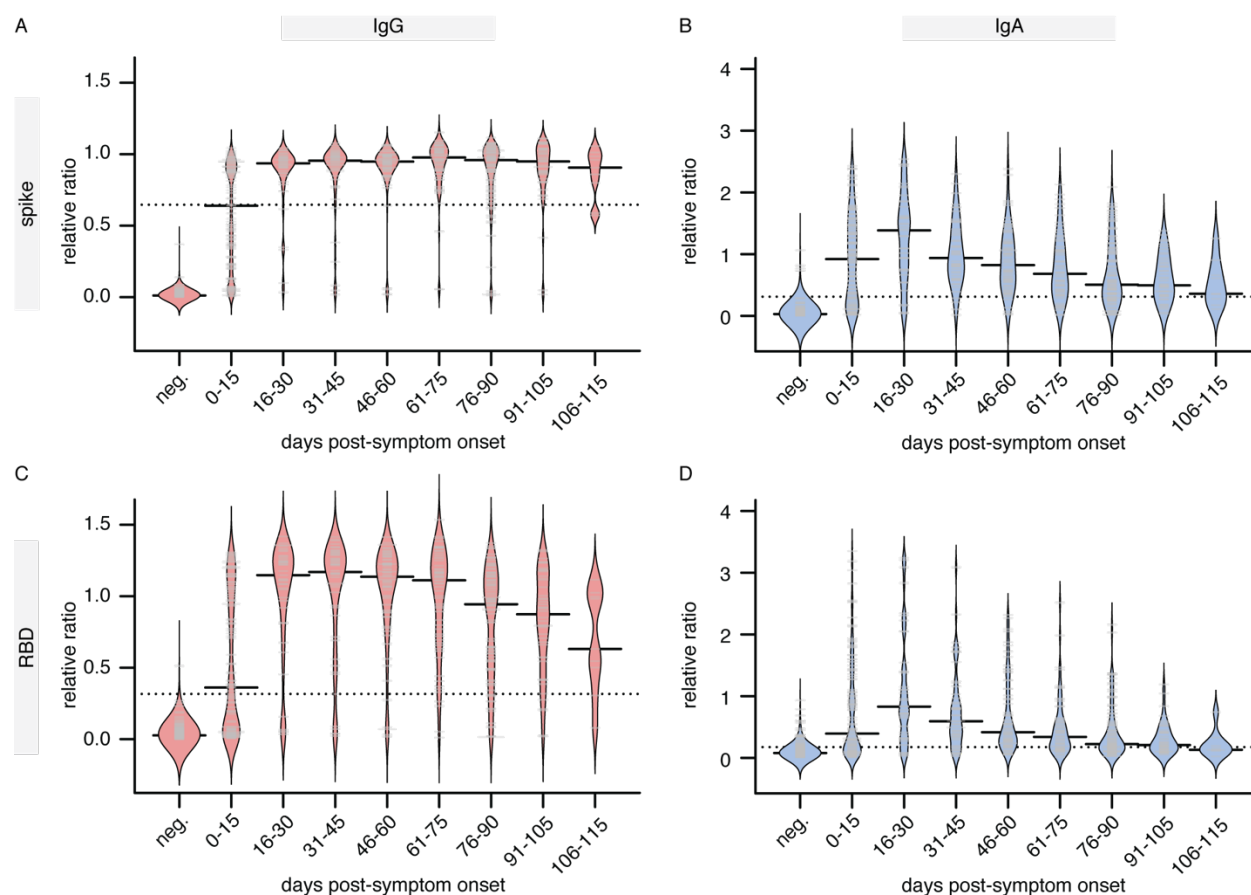 A
IgG
B
IgA
spike
relative ratio
1.5
1.0
0.5
0.0
neg.
0-15
16-30
31-45
46-60
61-75
76-90
91-105
106-115
days post-symptom onset
relative ratio
4
3
2
1
0
neg.
0-15
16-30
31-45
46-60
61-75
76-90
91-105
106-115
days post-symptom onset
C
RBD
relative ratio
1.5
1.0
0.5
0.0
neg.
0-15
16-30
31-45
46-60
61-75
76-90
91-105
106-115
days post-symptom onset
D
relative ratio
4
3
2
1
0
neg.
0-15
16-30
31-45
46-60
61-75
76-90
91-105
106-115
days post-symptom onset